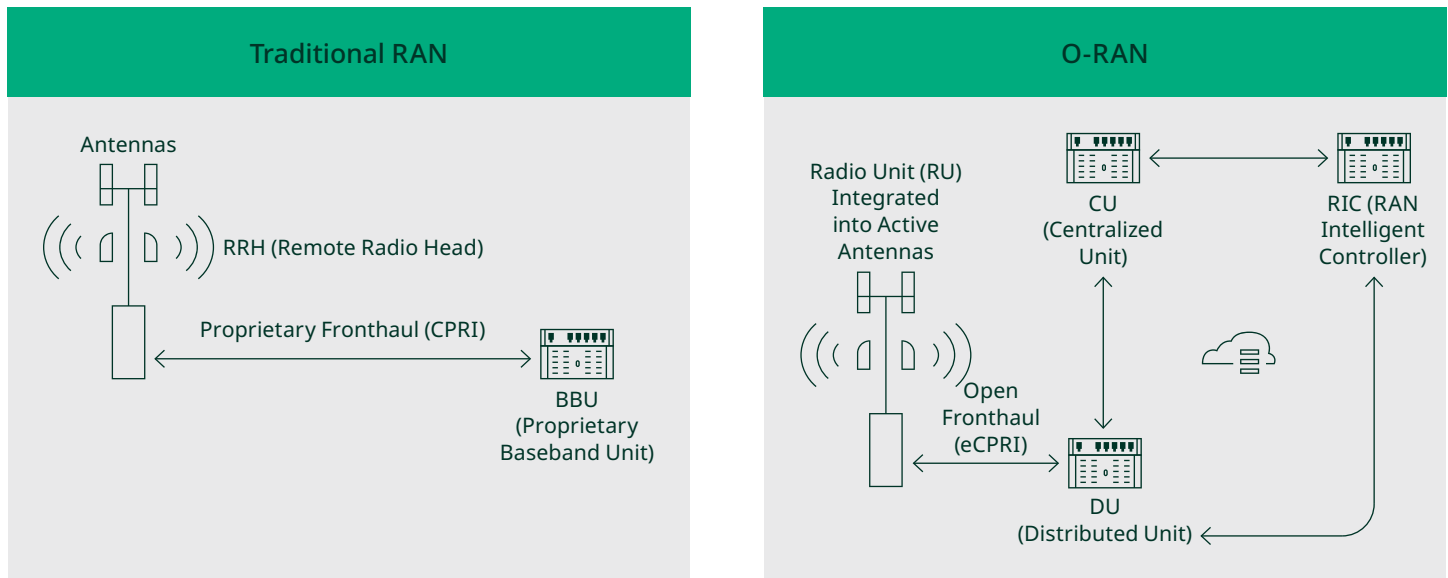 Traditional RAN
Antennas
RRH (Remote Radio Head)
Proprietary Fronthaul (CPRI)
BBU
(Proprietary
Baseband Unit)
O-RAN
Radio Unit (RU)
Integrated
into Active
Antennas
CU
(Centralized
Unit)
RIC (RAN
Intelligent
Controller)
Open
Fronthaul
(eCPRI)
DU
(Distributed Unit)